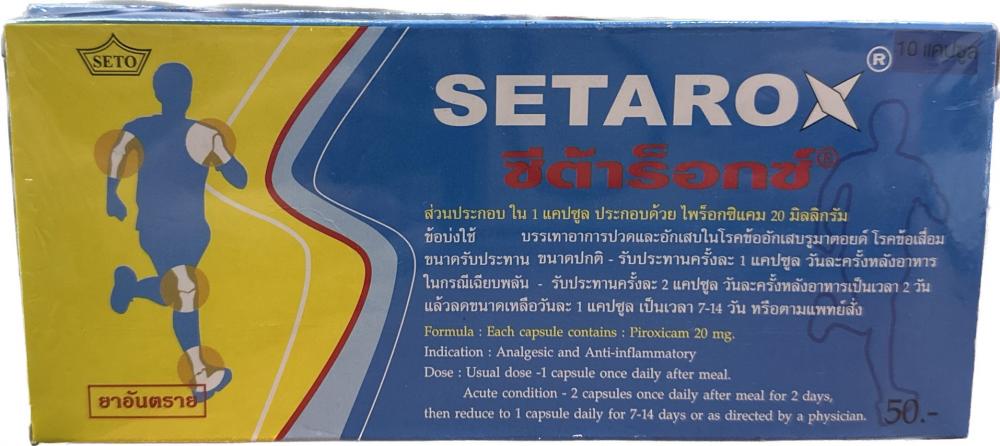 SETO
10 แคปซูล
SETAROX®
ซีด้าร็อกซ์®
ส่วนประกอบ ใน 1 แคปซูล ประกอบด้วย ไพร็อกซิแคม 20 มิลลิกรัม
ข้อบ่งใช้ บรรเทาอาการปวดและอักเสบในโรคข้ออักเสบรูมาตอยด์ โรคข้อเสื่อม
ขนาดรับประทาน ขนาดปกติ - รับประทานครั้งละ 1 แคปซูล วันละครั้งหลังอาหาร
ในกรณีเฉียบพลัน - รับประทานครั้งละ 2 แคปซูล วันละครั้งหลังอาหารเป็นเวลา 2 วัน
แล้วลดขนาดเหลือวันละ 1 แคปซูล เป็นเวลา 7-14 วัน หรือตามแพทย์สั่ง
Formula : Each capsule contains : Piroxicam 20 mg.
Indication : Analgesic and Anti-inflammatory
Dose : Usual dose -1 capsule once daily after meal.
Acute condition - 2 capsules once daily after meal for 2 days,
then reduce to 1 capsule daily for 7-14 days or as directed by a physician.
ยาอันตราย
50.-